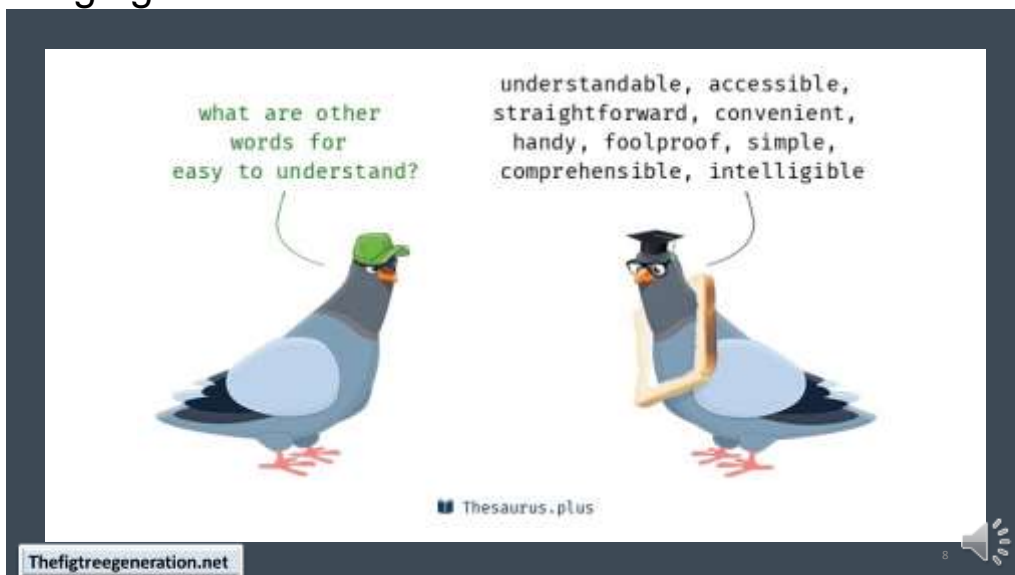 what are other
words for
easy to understand?
understandable, accessible,
straightforward, convenient,
handy, foolproof, simple,
comprehensible, intelligible
Thesaurus.plus
Thefigtreegeneration.net
8